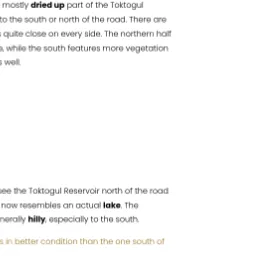 mostly dried up part of the Toktogul
to the south or north of the road. There are
quite close on every side. The northern half
, while the south features more vegetation
well.
see the Toktogul Reservoir north of the road
now resembles an actual lake. The
nerally hilly, especially to the south.
s in better condition than the one south of